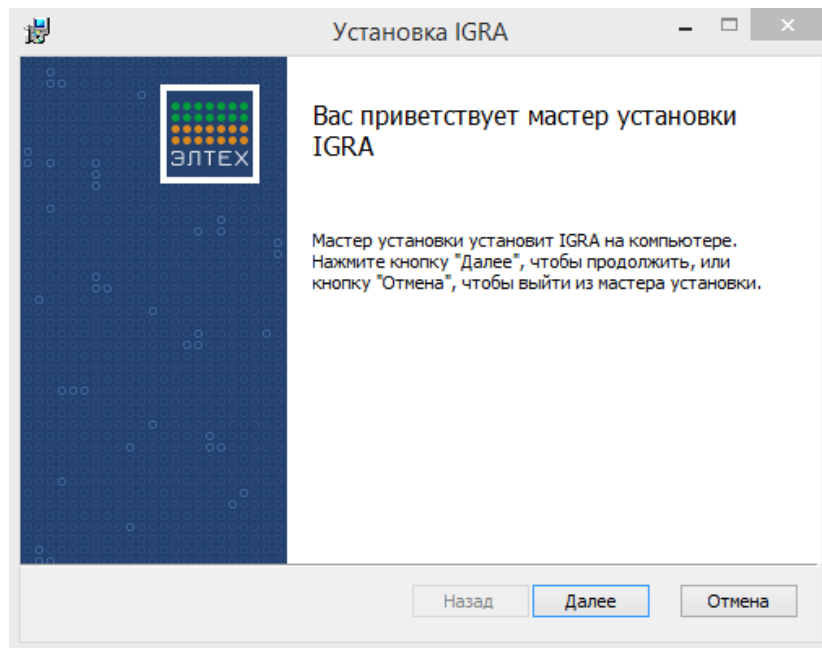 Установка IGRA
ЭЛТЕХ
Вас приветствует мастер установки
IGRA
Мастер установки установит IGRA на компьютере.
Нажмите кнопку "Далее", чтобы продолжить, или
кнопку "Отмена", чтобы выйти из мастера установки.
Назад
Далее
Отмена